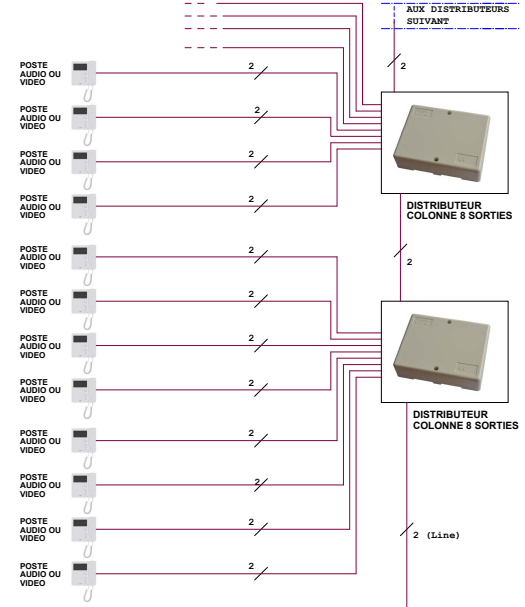 AUX DISTRIBUTEURS
SUIVANT
2
POSTE
AUDIO OU
VIDEO
2
POSTE
AUDIO OU
VIDEO
2
POSTE
AUDIO OU
VIDEO
2
POSTE
AUDIO OU
VIDEO
2
DISTRIBUTEUR
COLONNE 8 SORTIES
2
POSTE
AUDIO OU
VIDEO
2
POSTE
AUDIO OU
VIDEO
2
POSTE
AUDIO OU
VIDEO
2
POSTE
AUDIO OU
VIDEO
2
DISTRIBUTEUR
COLONNE 8 SORTIES
POSTE
AUDIO OU
VIDEO
2
POSTE
AUDIO OU
VIDEO
2
POSTE
AUDIO OU
VIDEO
2
2 (Line)
POSTE
AUDIO OU
VIDEO
2